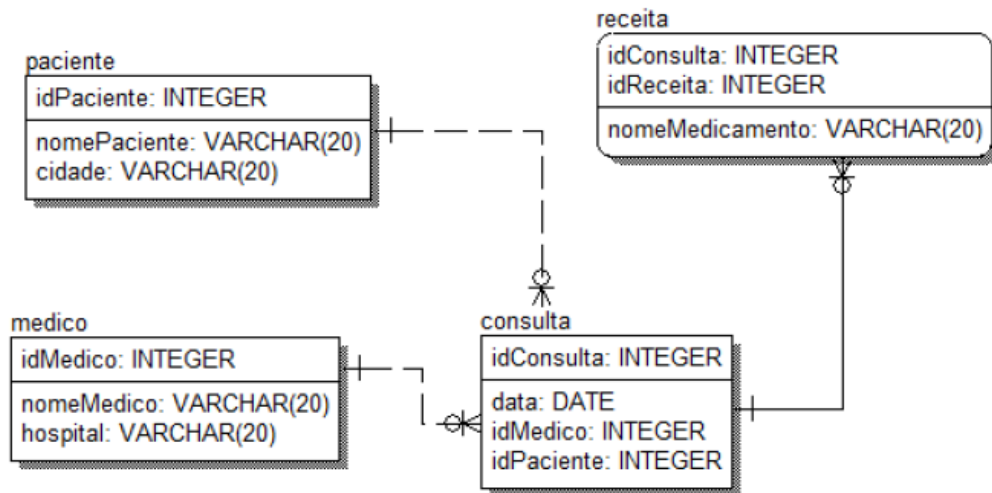 paciente
idPaciente: INTEGER
nomePaciente: VARCHAR(20)
cidade: VARCHAR(20)
receita
idConsulta: INTEGER
idReceita: INTEGER
nomeMedicamento: VARCHAR(20)
medico
idMedico: INTEGER
nomeMedico: VARCHAR(20)
hospital: VARCHAR(20)
consulta
idConsulta: INTEGER
data: DATE
idMedico: INTEGER
idPaciente: INTEGER